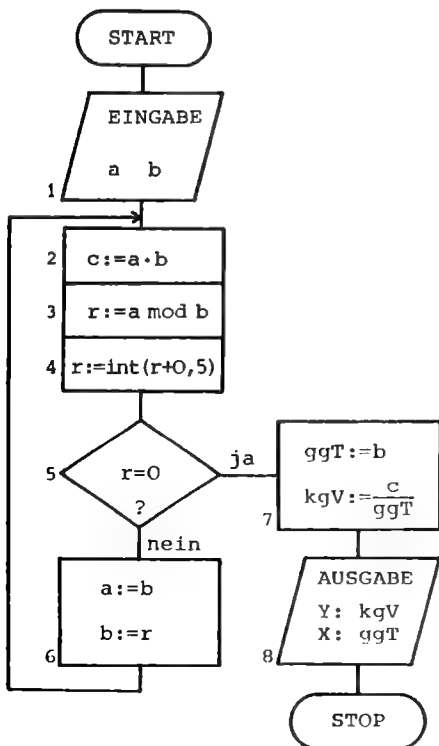 START
EINGABE
a b
1
2 c:=a·b
3 r:=a mod b
4 r:=int(r+0,5)
5 r=0
?
ja
nein
a:=b
b:=r
6
ggT:=b
kgV:=c/ggT
7
AUSGABE
Y: kgV
X: ggT
8
STOP